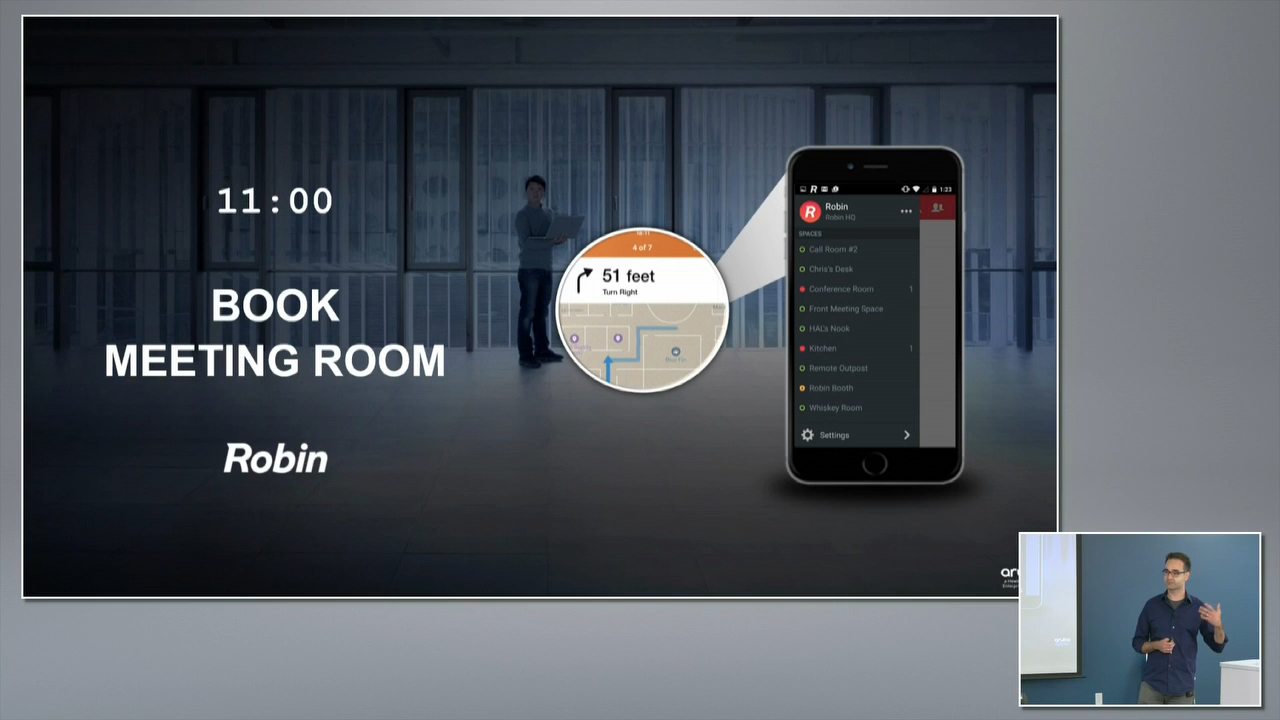 11:00
BOOK
MEETING ROOM
Robin
4 of 7
51 feet
Turn Right
1:23
R
Robin
Robin HQ
SPACES
Call Room #2
Chris's Desk
Conference Room 1
Front Meeting Space
HAL's Nook
Kitchen 1
Remote Outpost
Robin Booth
Whiskey Room
Settings